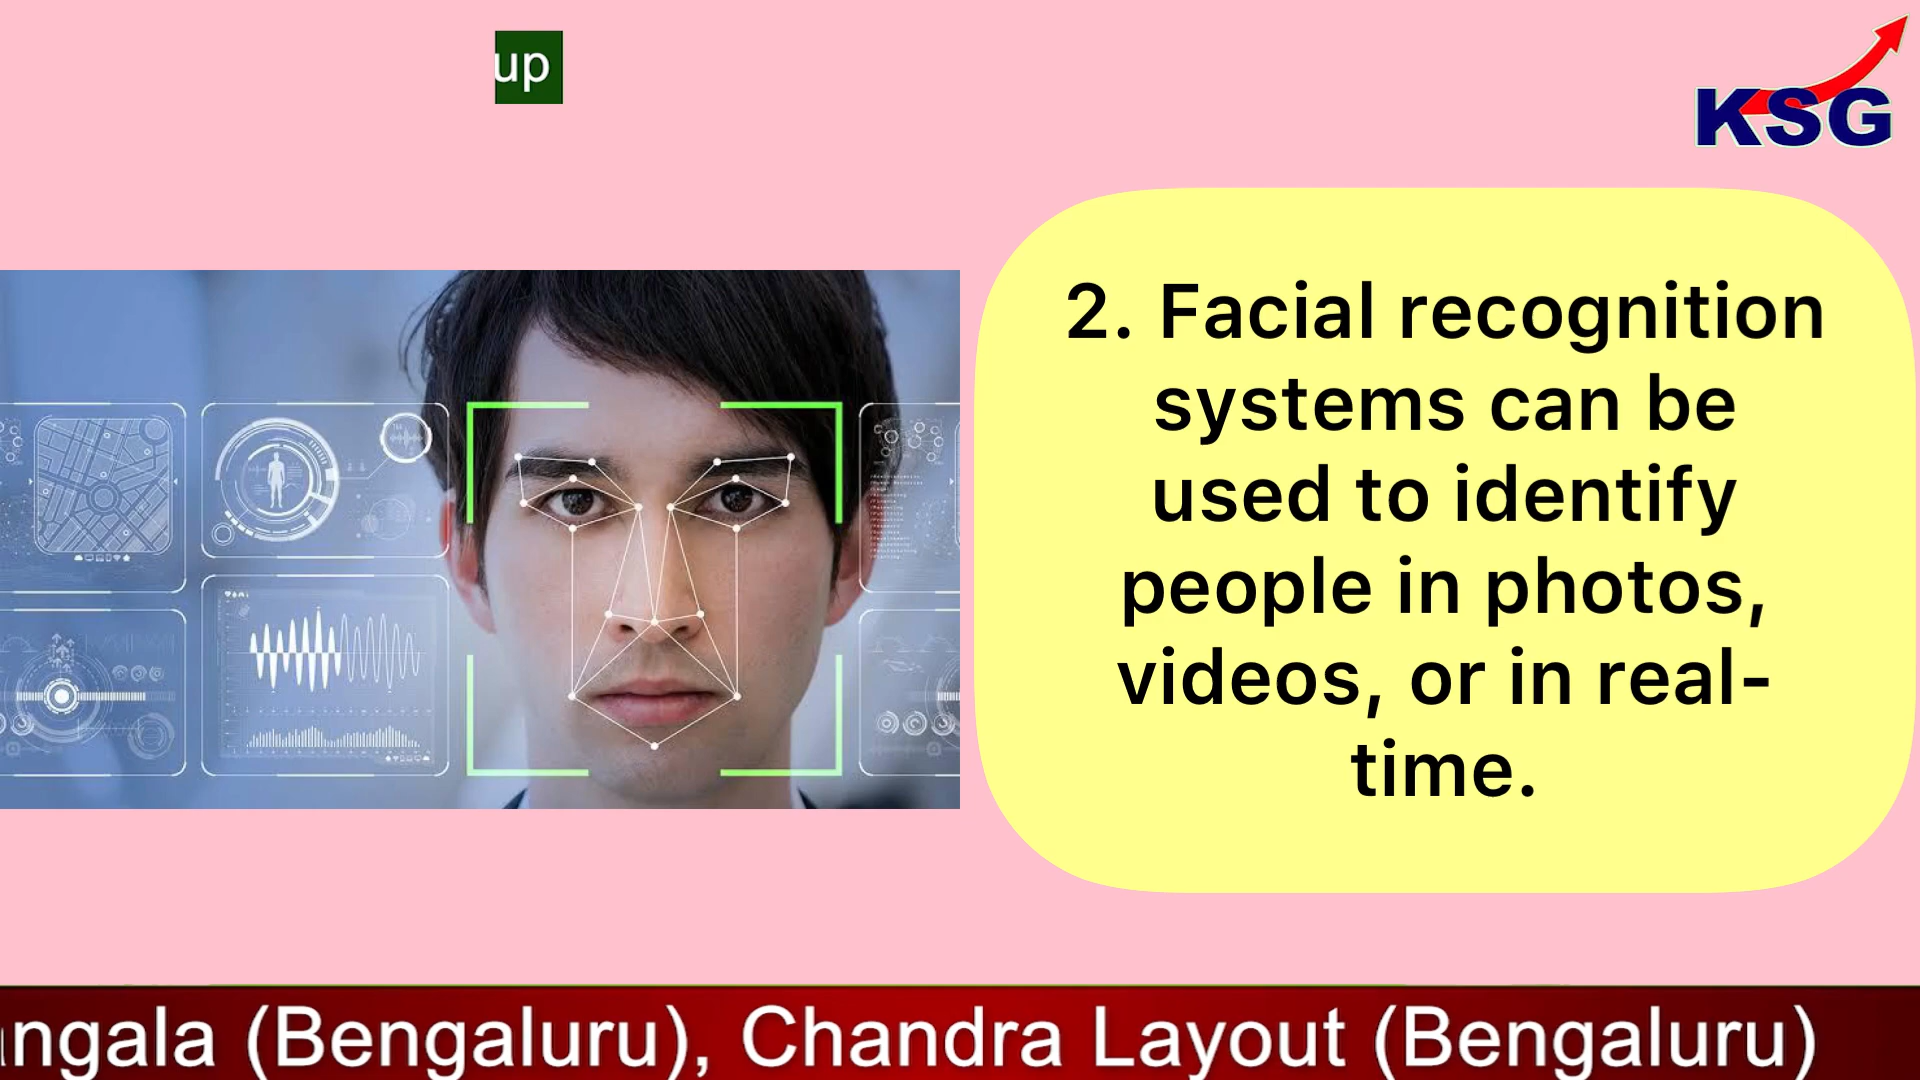 up
KSG
2. Facial recognition
systems can be
used to identify
people in photos,
videos, or in real-
time.
ngala (Bengaluru), Chandra Layout (Bengaluru)